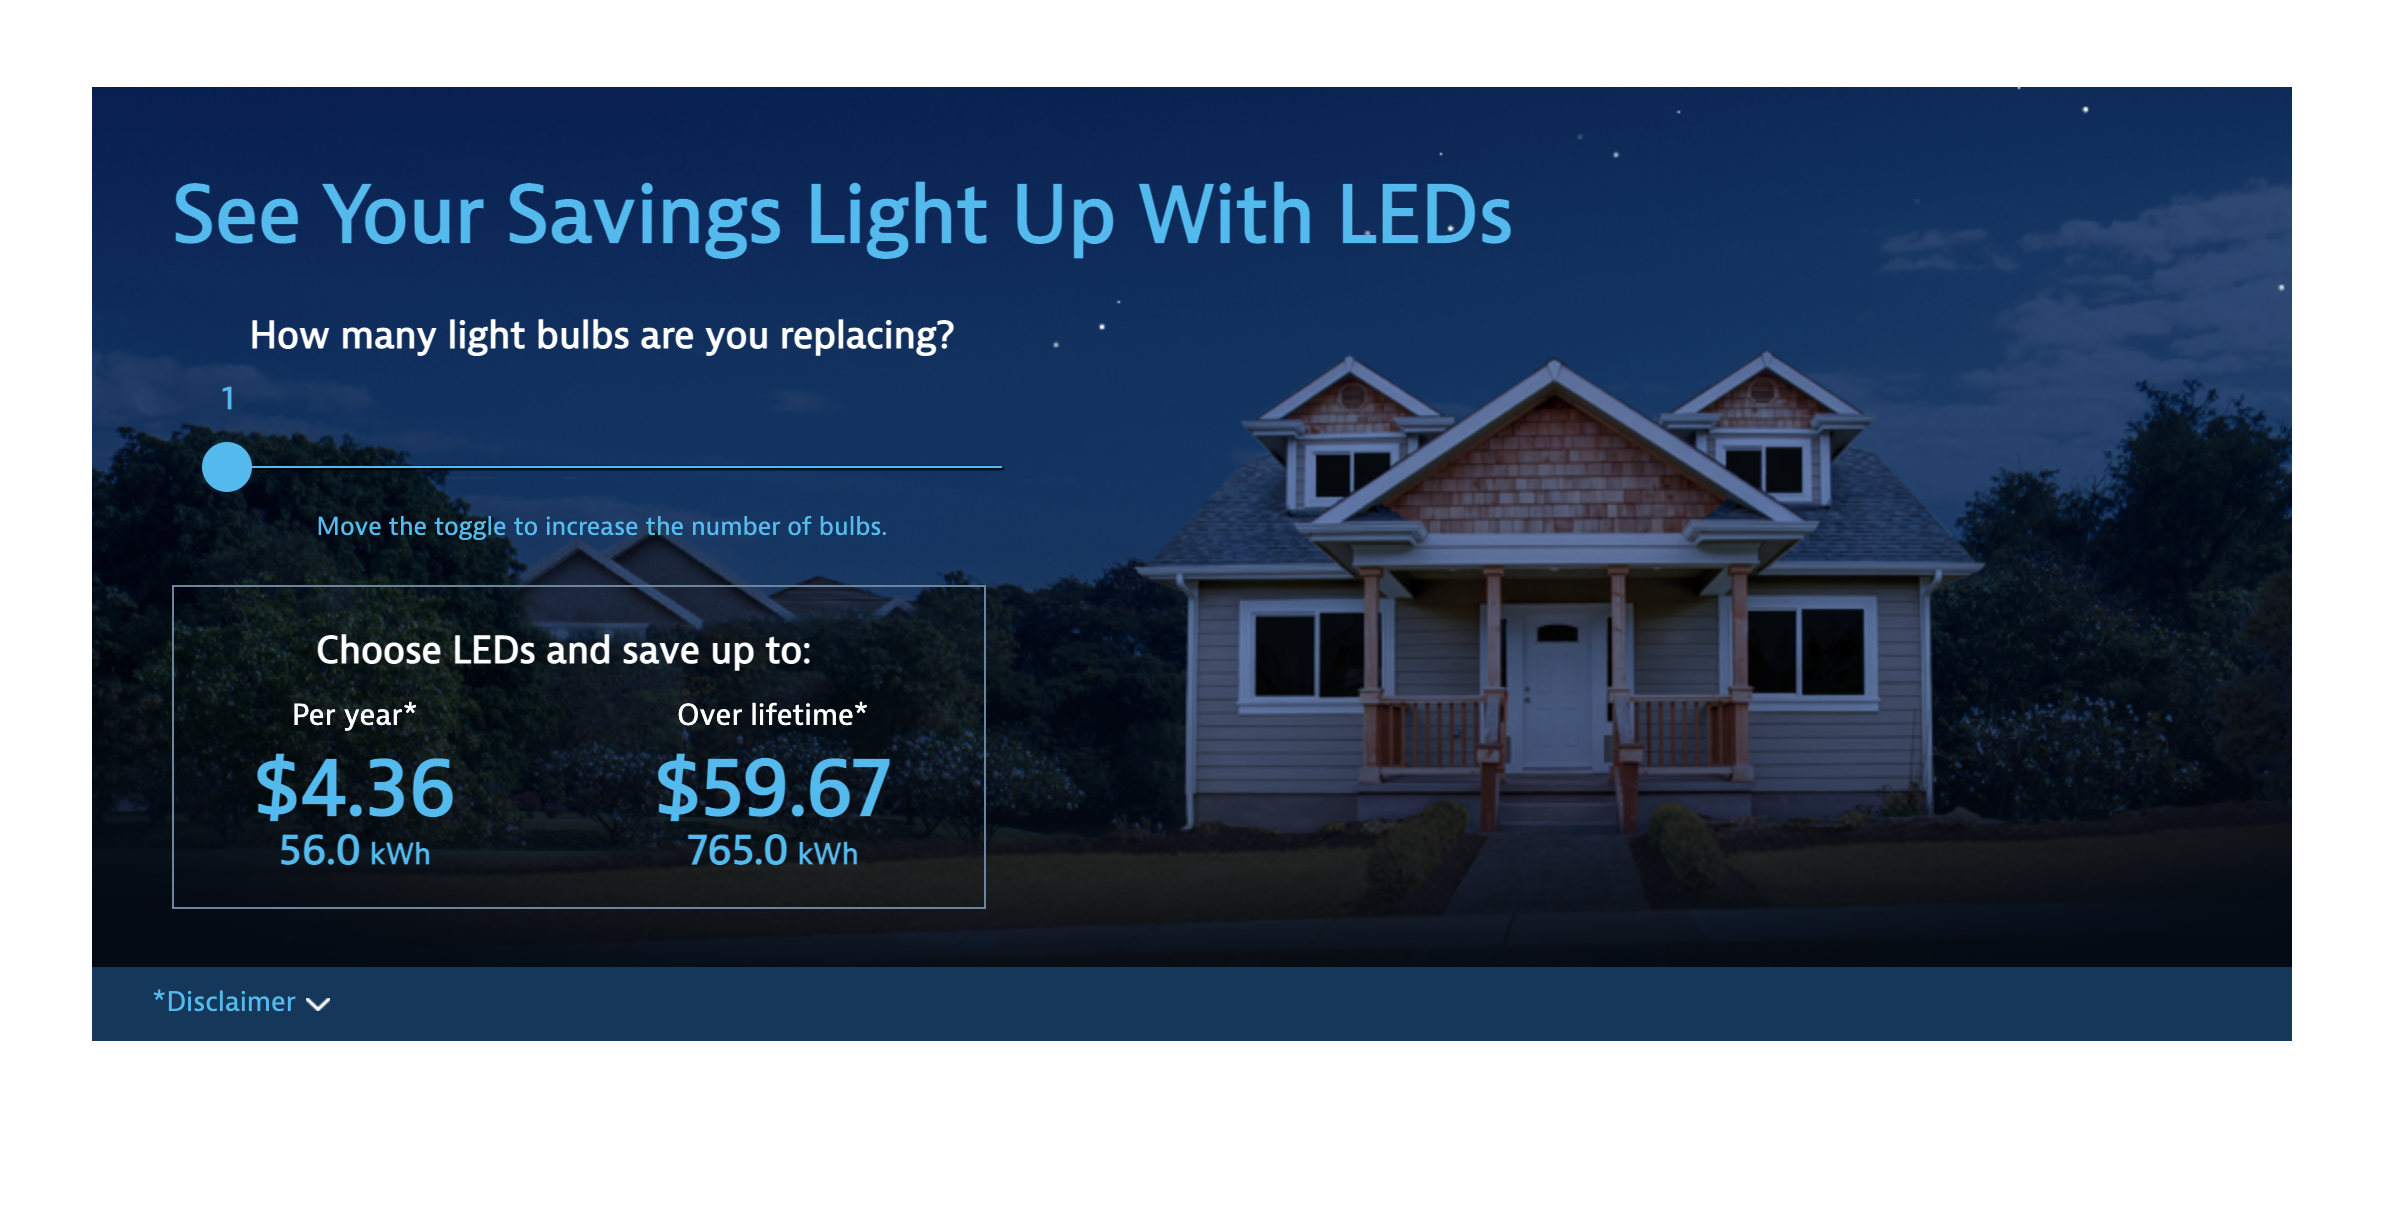 See Your Savings Light Up With LEDs
How many light bulbs are you replacing?
1
Move the toggle to increase the number of bulbs.
Choose LEDs and save up to:
Per year* Over lifetime*
$4.36 $59.67
56.0 kWh 765.0 kWh
*Disclaimer